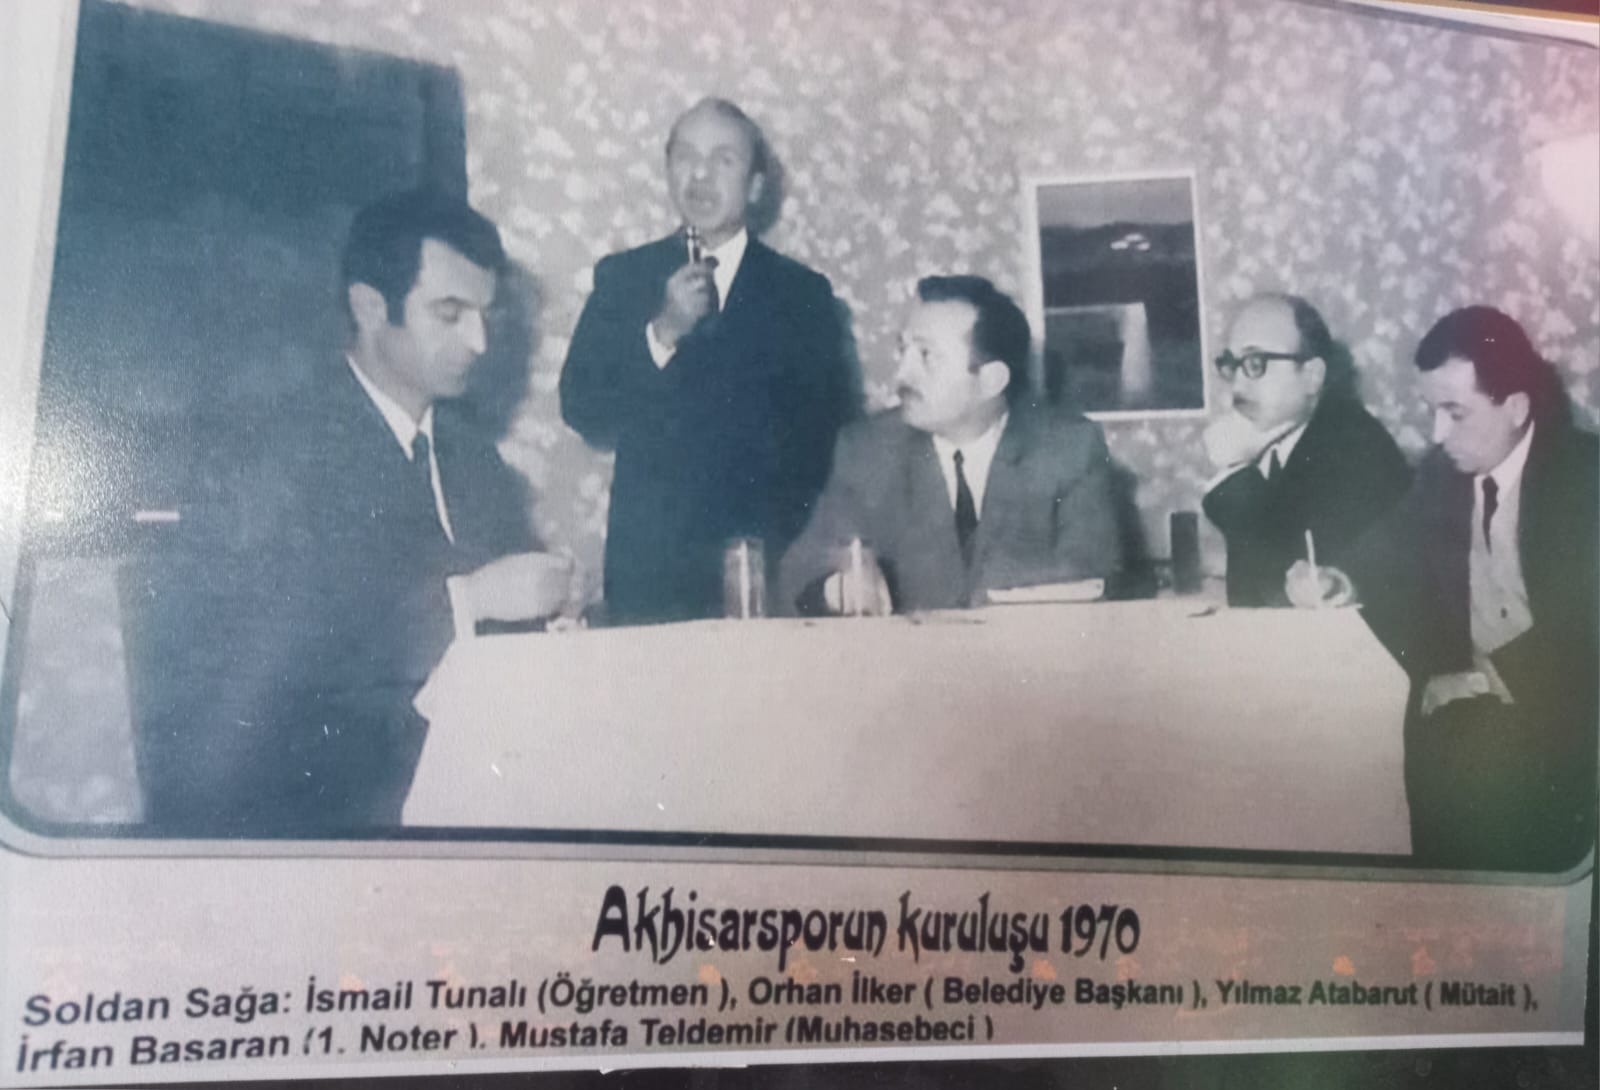 Akhisarsporun kuruluşu 1970
Soldan Sağa: İsmail Tunalı (Öğretmen ), Orhan İlker ( Belediye Başkanı ), Yılmaz Atabarut ( Mütait ),
İrfan Basaran (1. Noter ). Mustafa Teldemir (Muhasebeci )